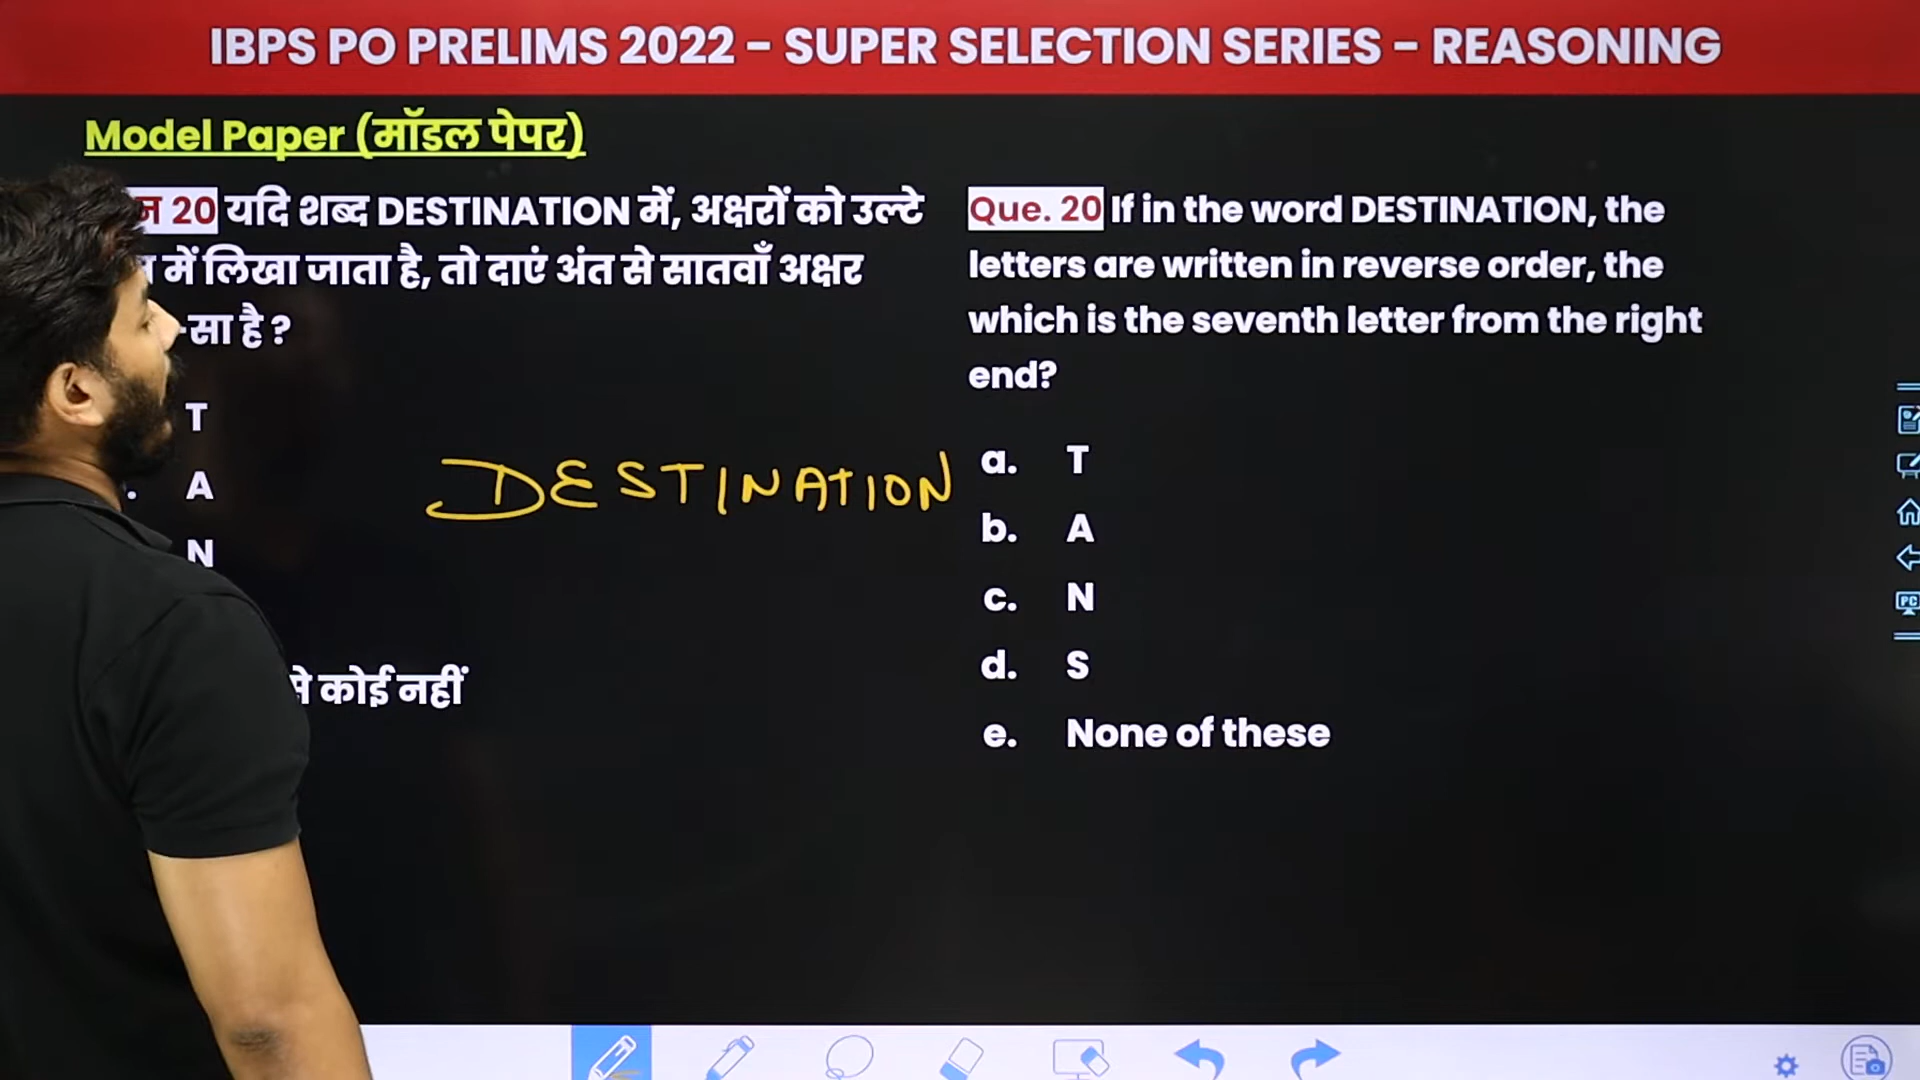 IBPS PO PRELIMS 2022 - SUPER SELECTION SERIES - REASONING
Model Paper (मॉडल पेपर)
20 यदि शब्द DESTINATION में, अक्षरों को उल्टे
में लिखा जाता है, तो दाएं अंत से सातवाँ अक्षर
-सा है ?
T
A
N
कोई नहीं
DESTINATION
Que. 20 If in the word DESTINATION, the
letters are written in reverse order, the
which is the seventh letter from the right
end?
a. T
b. A
c. N
d. S
e. None of these
PC